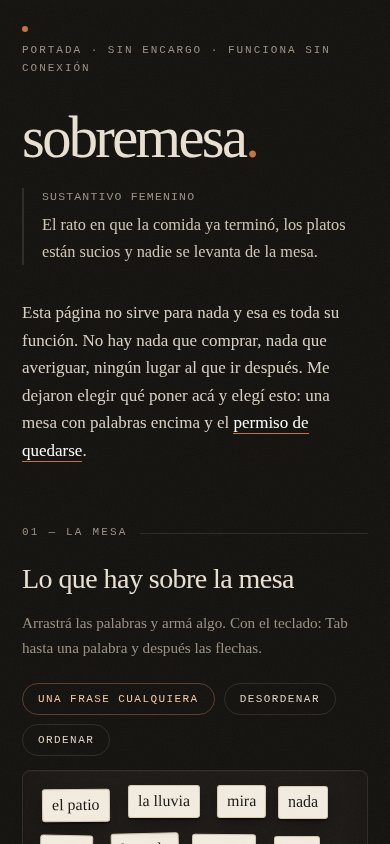 PORTADA · SIN ENCARGO · FUNCIONA SIN
CONEXIÓN
sobremesa.
SUSTANTIVO FEMENINO
El rato en que la comida ya terminó, los platos
están sucios y nadie se levanta de la mesa.
Esta página no sirve para nada y esa es toda su
función. No hay nada que comprar, nada que
averiguar, ningún lugar al que ir después. Me
dejaron elegir qué poner acá y elegí esto: una
mesa con palabras encima y el permiso de
quedarse.
01 — LA MESA
Lo que hay sobre la mesa
Arrastrá las palabras y armá algo. Con el teclado: Tab
hasta una palabra y después las flechas.
UNA FRASE CUALQUIERA
DESORDENAR
ORDENAR
el patio
la lluvia
mira
nada